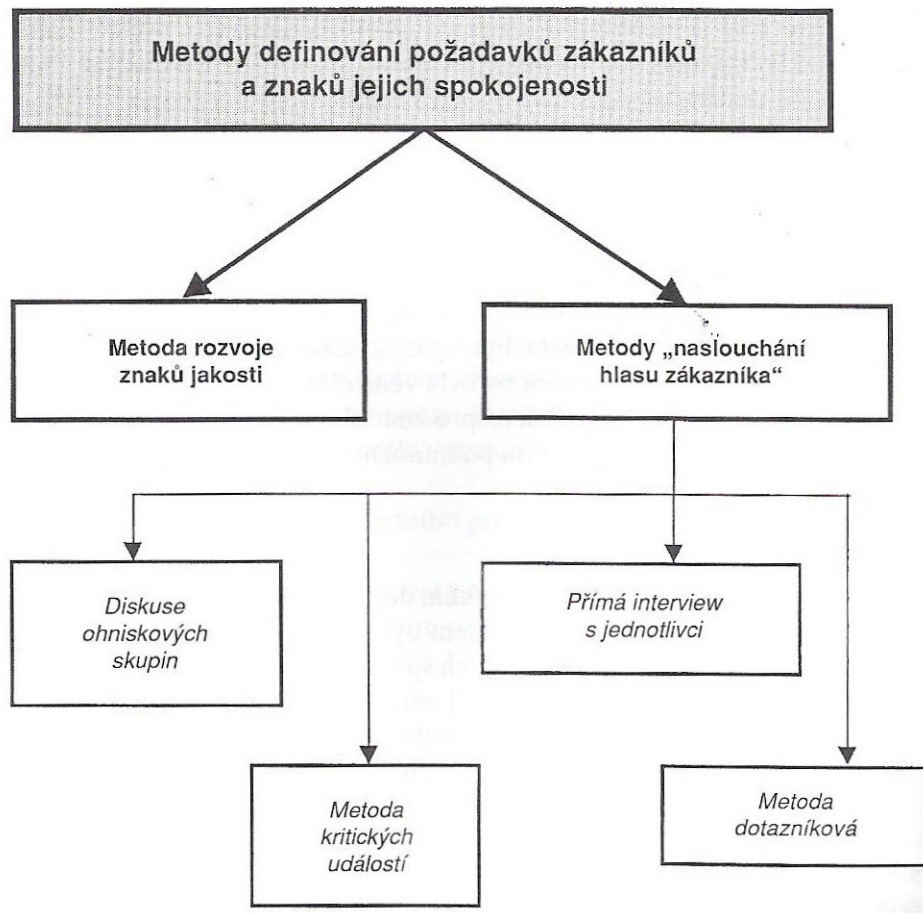 Metody definování požadavků zákazníků
a znaků jejich spokojenosti
Metoda rozvoje
znaků jakosti
Metody „naslouchání
hlasu zákazníka“
Diskuse
ohniskových
skupin
Přímá interview
s jednotlivci
Metoda
kritických
událostí
Metoda
dotazníková